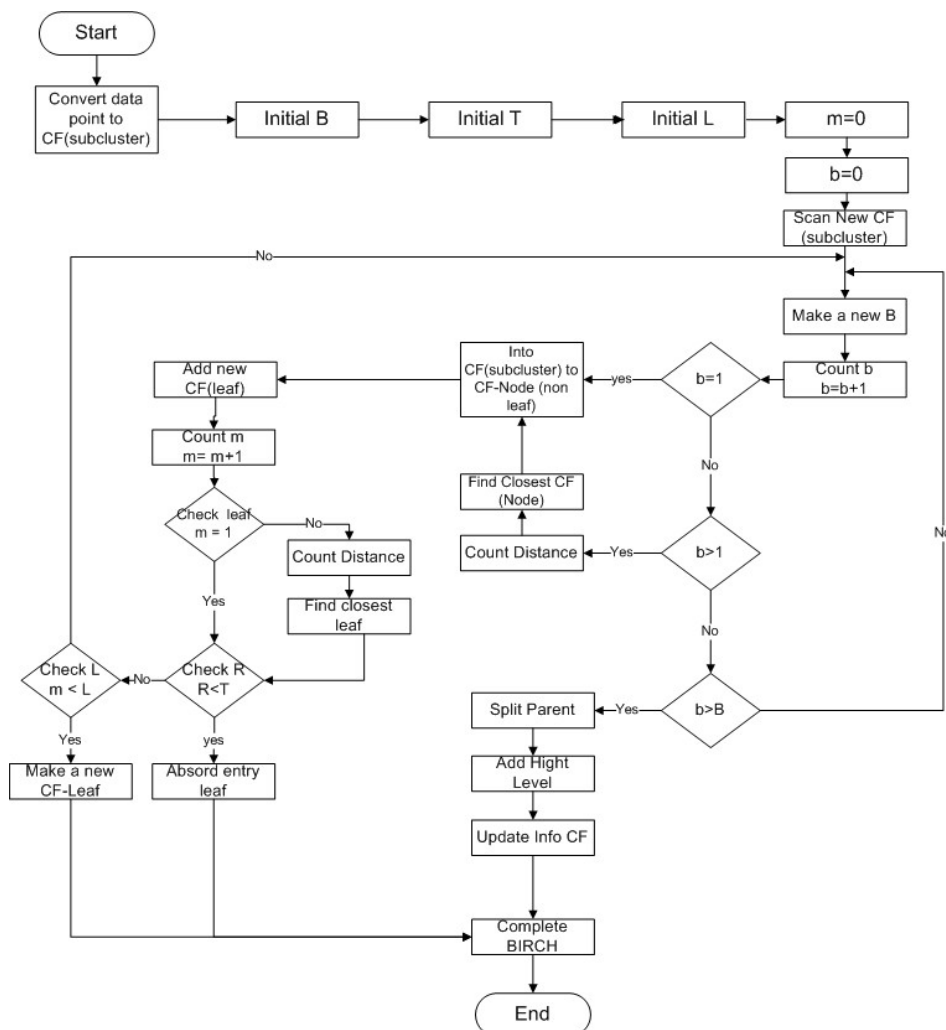 Start
Convert data
point to
CF(subcluster)
Initial B
Initial T
Initial L
m=0
b=0
Scan New CF
(subcluster)
No
Make a new B
Count b
b=b+1
b=1
yes
Into
CF(subcluster) to
CF-Node (non
leaf)
Add new
CF(leaf)
Count m
m= m+1
Check leaf
m = 1
No
Count Distance
Find closest
leaf
Yes
No
Find Closest CF
(Node)
Count Distance
Yes
b>1
No
No
Check L
m < L
No
Check R
R<T
Yes
yes
Make a new
CF-Leaf
Absord entry
leaf
Split Parent
Yes
b>B
Add Hight
Level
Update Info CF
Complete
BIRCH
End